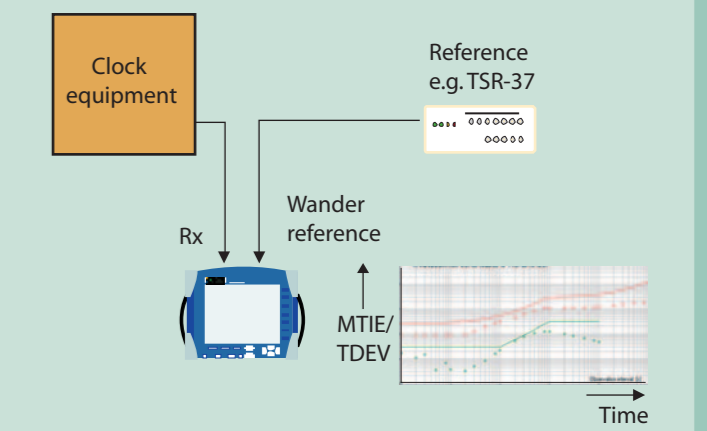 Clock
equipment
Reference
e.g. TSR-37
Rx
Wander
reference
MTIE/
TDEV
Time